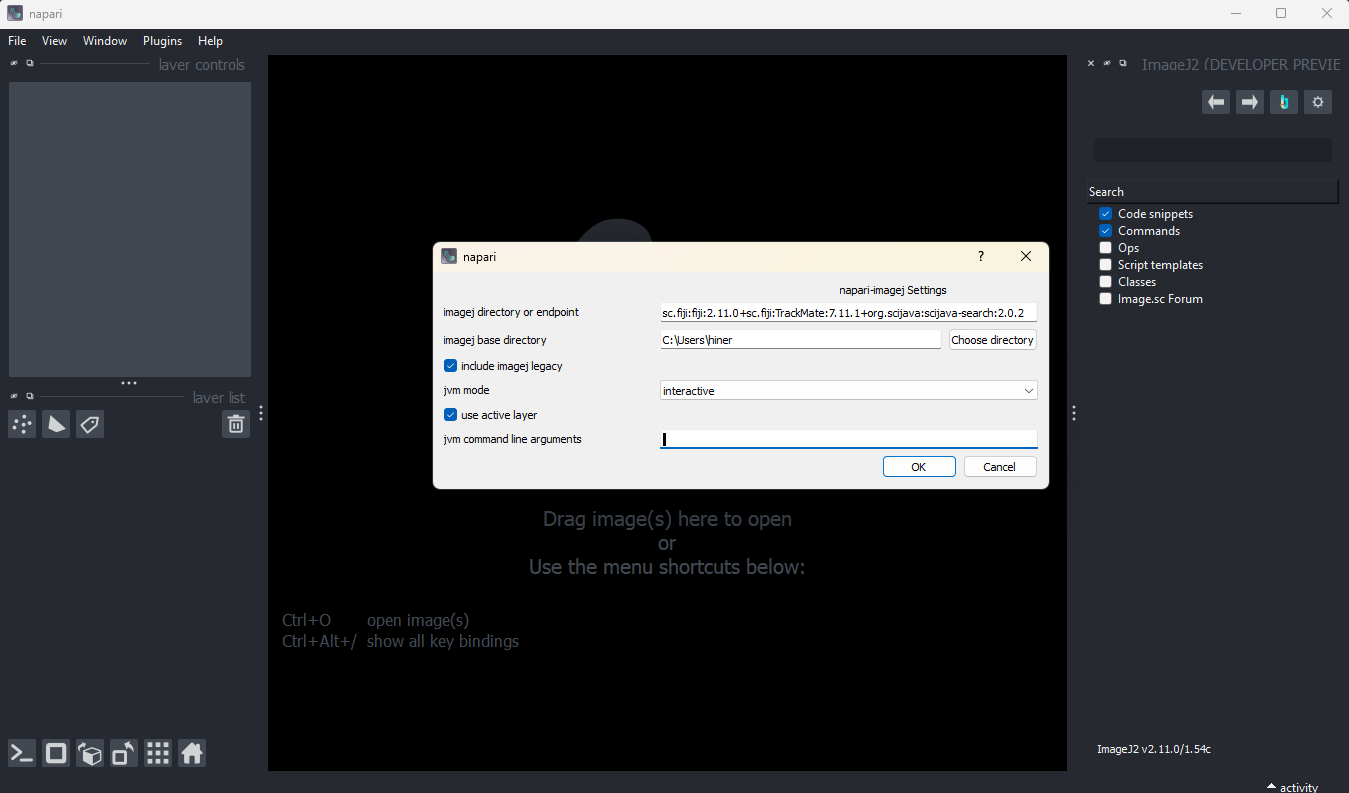 napari
File View Window Plugins Help
layer controls
ImageJ2 (DEVELOPER PREVIE
Search
Code snippets
Commands
Ops
Script templates
Classes
Image.sc Forum
napari ?
napari-imagej Settings
imagej directory or endpoint sc.fiji:fiji:2.11.0+sc.fiji:TrackMate:7.11.1+org.scijava:scijava-search:2.0.2
imagej base directory C:\Users\hiner Choose directory
include imagej legacy
jvm mode interactive
use active layer
jvm command line arguments
OK Cancel
layer list
Drag image(s) here to open
or
Use the menu shortcuts below:
Ctrl+O open image(s)
Ctrl+Alt+/ show all key bindings
ImageJ2 v2.11.0/1.54c
activity